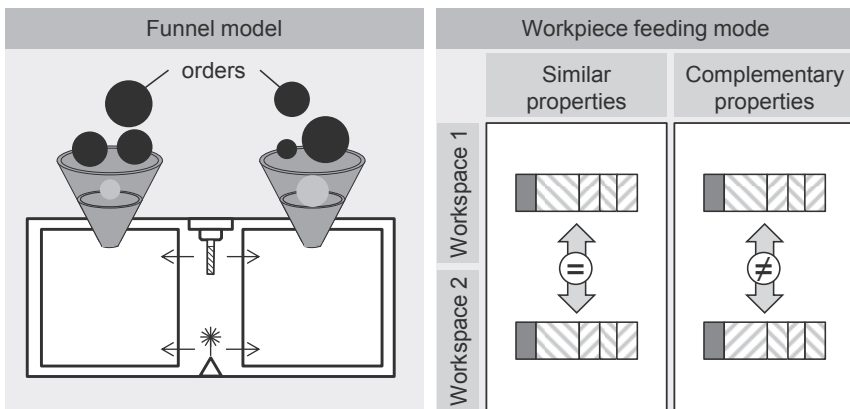 Funnel model
orders
Workpiece feeding mode
Similar
properties
Complementary
properties
Workspace 1
=
≠
Workspace 2